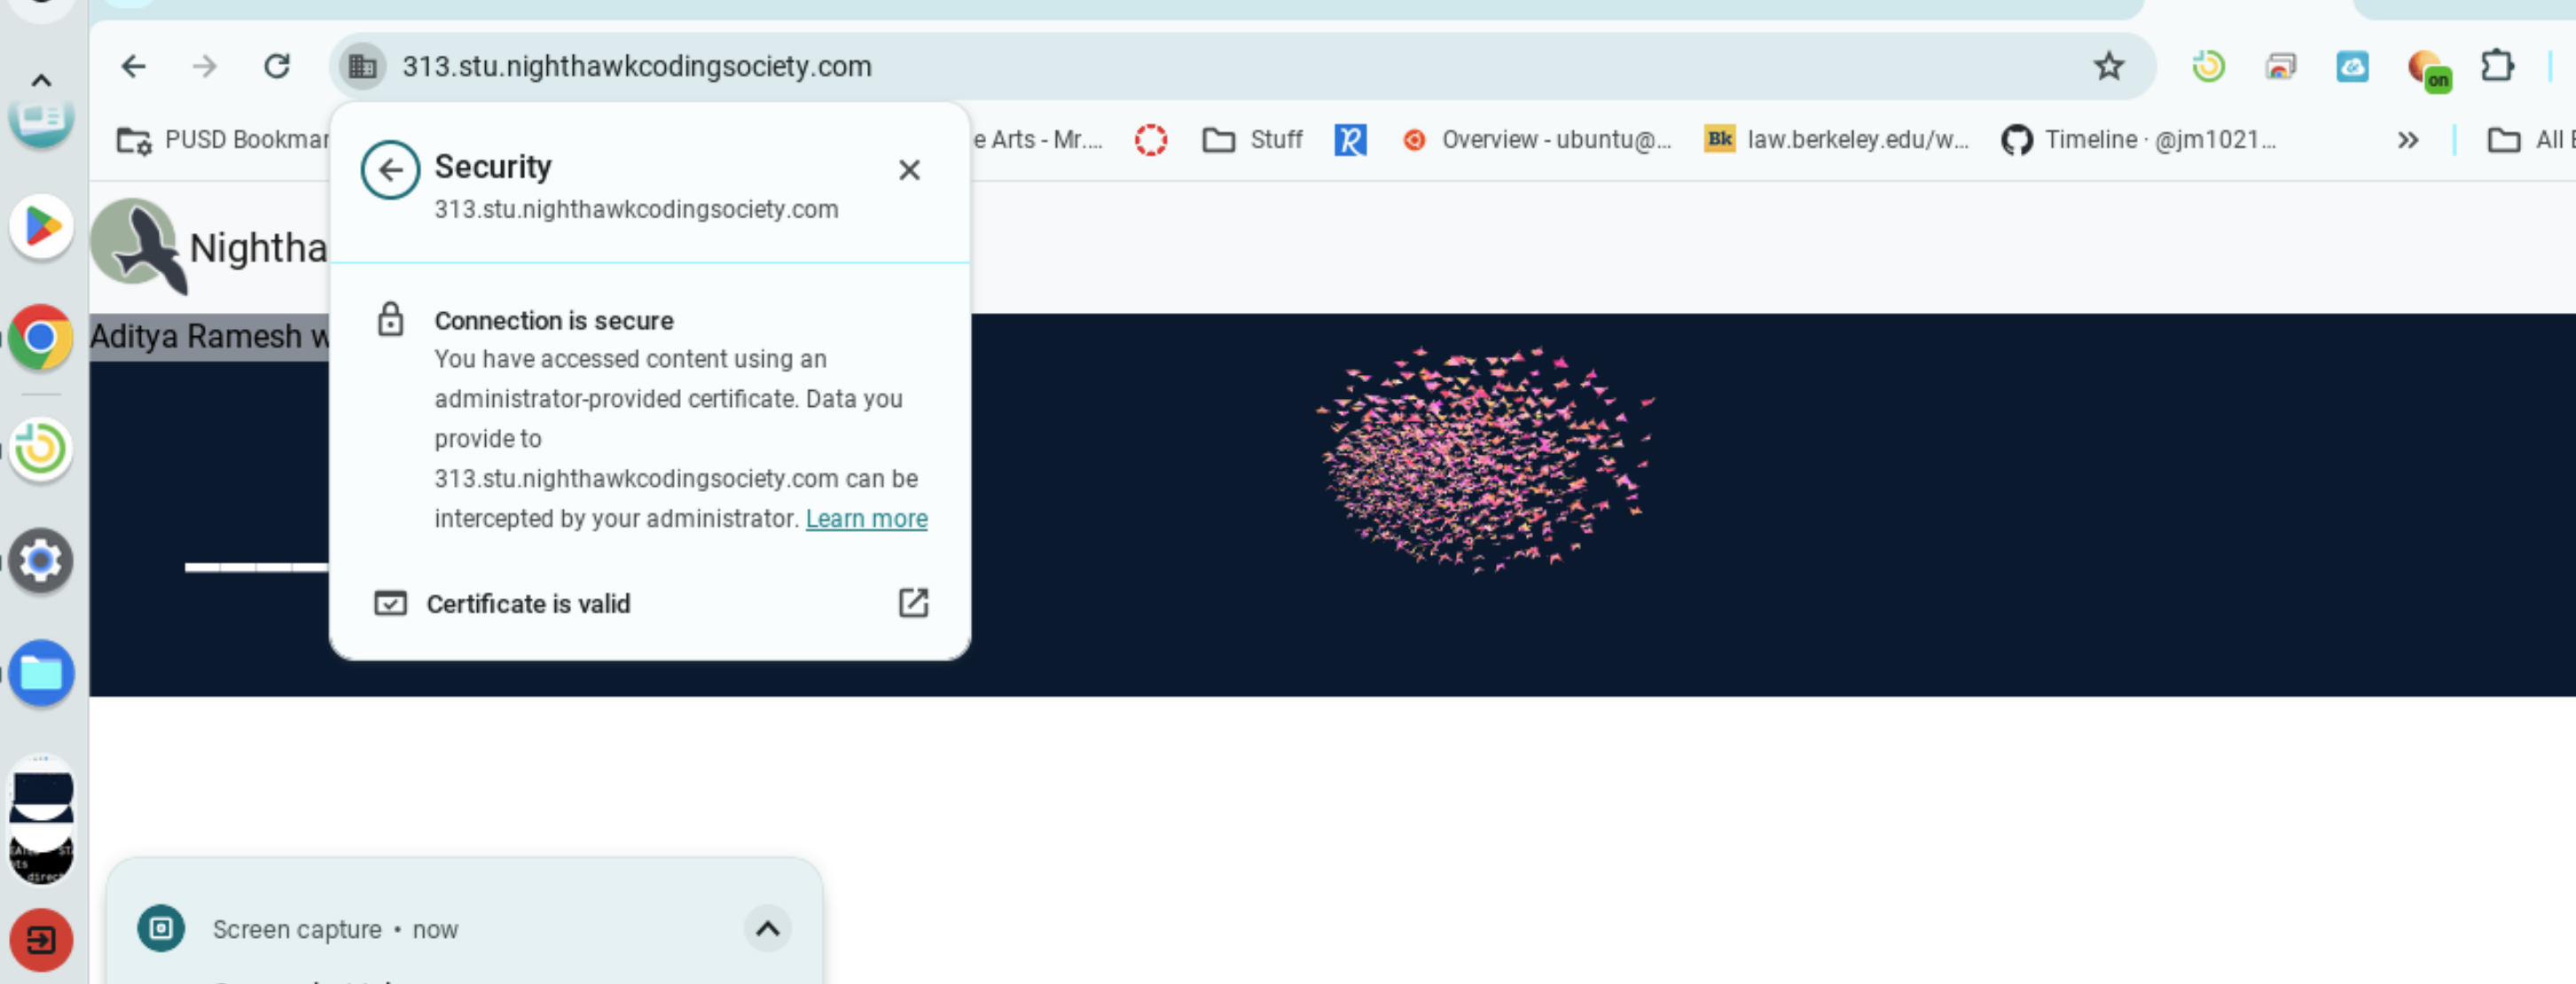 313.stu.nighthawkcodingsociety.com
on
PUSD Bookmar
e Arts - Mr....
Stuff
R
Overview - ubuntu@...
Bk
law.berkeley.edu/w...
Timeline · @jm1021...
All B
Security
313.stu.nighthawkcodingsociety.com
Nightha
Aditya Ramesh w
Connection is secure
You have accessed content using an
administrator-provided certificate. Data you
provide to
313.stu.nighthawkcodingsociety.com can be
intercepted by your administrator. Learn more
Certificate is valid
Screen capture • now